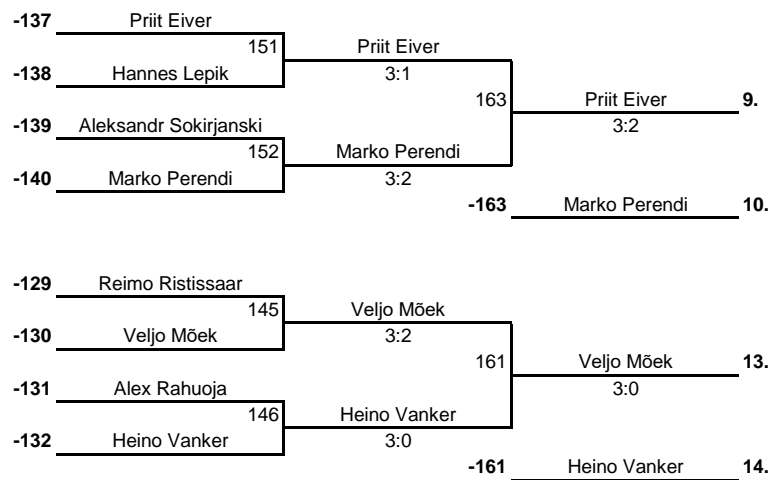 -137 Priit Eiver
151 Priit Eiver
-138 Hannes Lepik 3:1
163 Priit Eiver 9.
-139 Aleksandr Sokirjanski 3:2
152 Marko Perendi
-140 Marko Perendi 3:2
-163 Marko Perendi 10.
-129 Reimo Ristissaar
145 Veljo Mõek
-130 Veljo Mõek 3:2
161 Veljo Mõek 13.
-131 Alex Rahuoja 3:0
146 Heino Vanker
-132 Heino Vanker 3:0
-161 Heino Vanker 14.